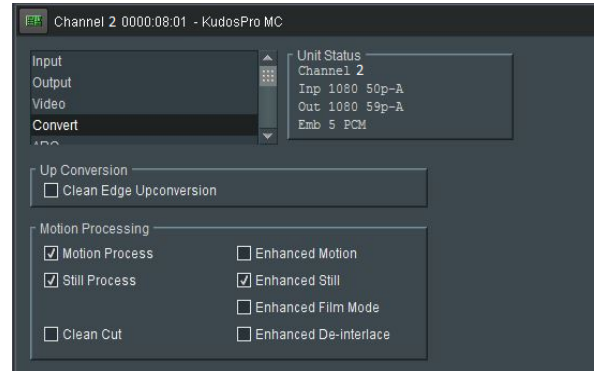 Channel 2 0000:08:01 - KudosPro MC
Input
Output
Video
Convert
Unit Status
Channel 2
Inp 1080 50p-A
Out 1080 59p-A
Emb 5 PCM
Up Conversion
Clean Edge Upconversion
Motion Processing
Motion Process
Enhanced Motion
Still Process
Enhanced Still
Enhanced Film Mode
Clean Cut
Enhanced De-interlace